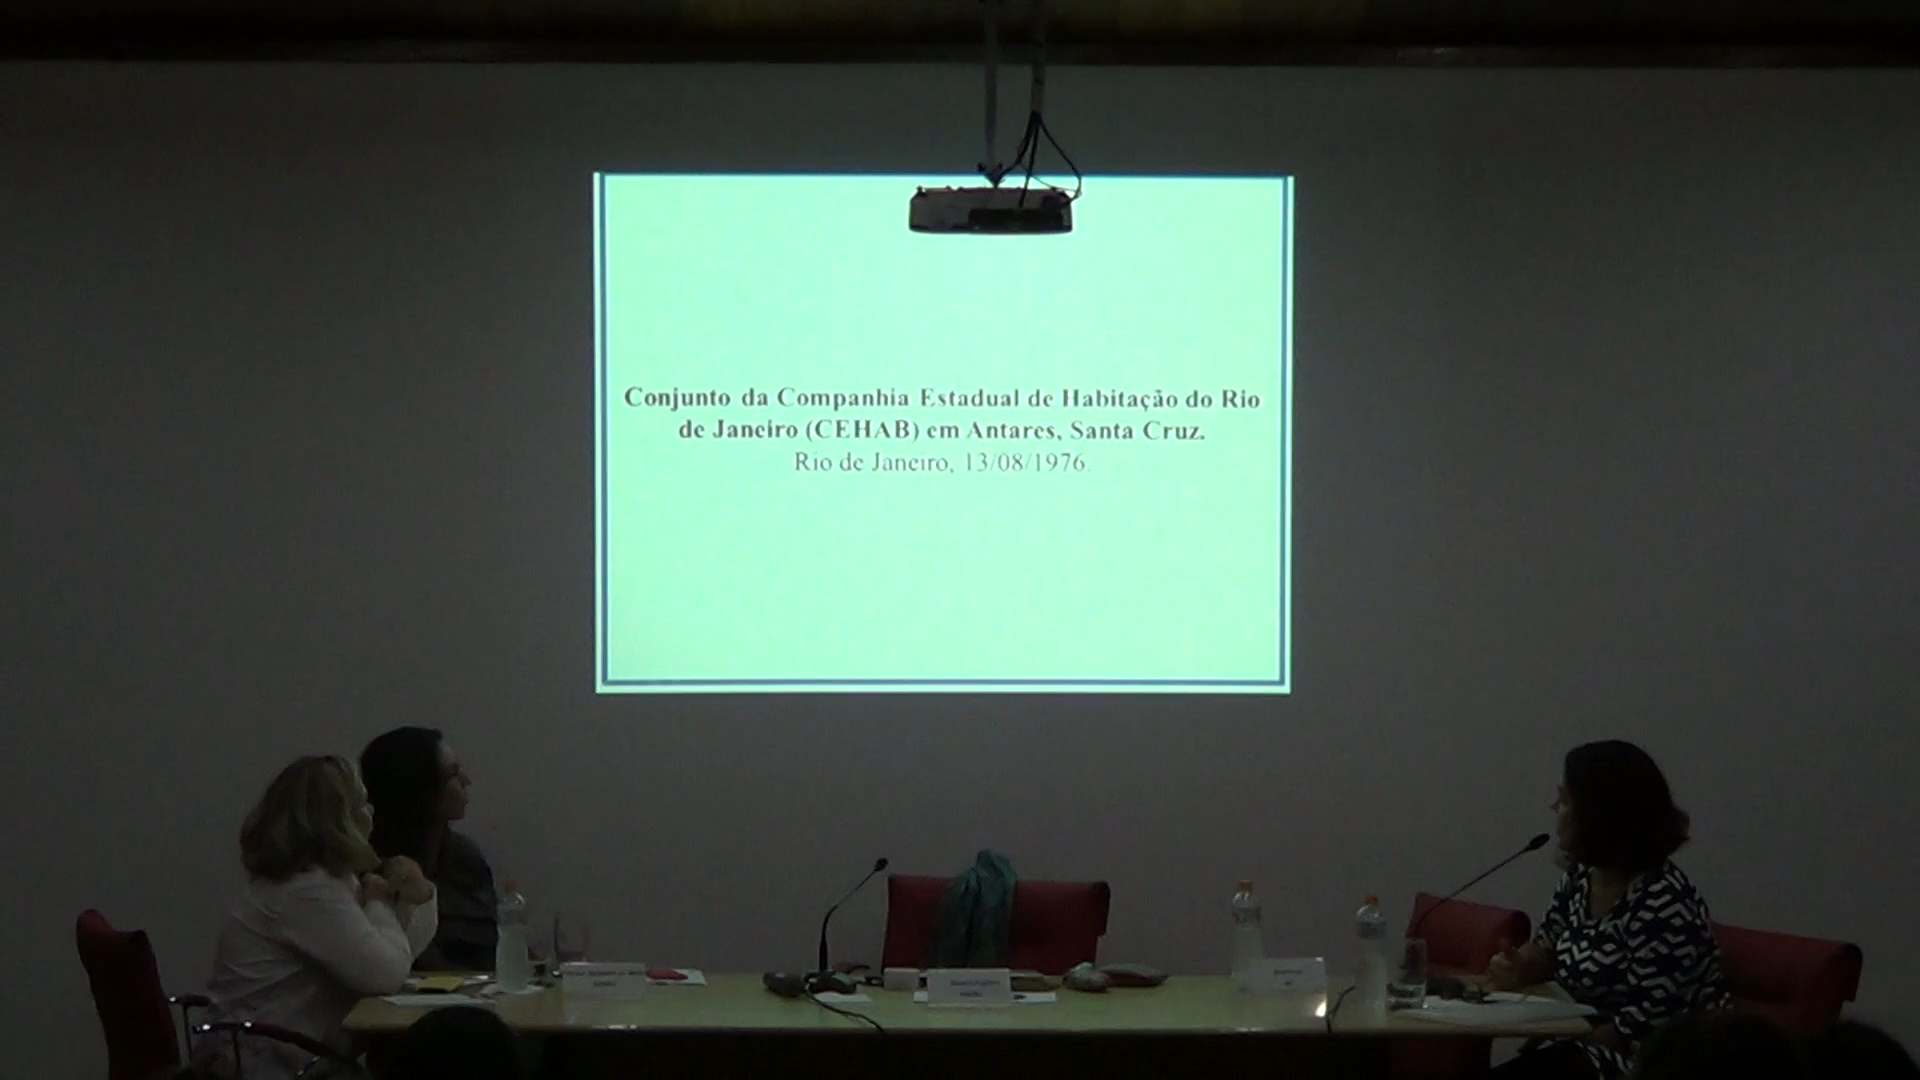 Conjunto da Companhia Estadual de Habitação do Rio
de Janeiro (CEHAB) em Antares, Santa Cruz.
Rio de Janeiro, 13/08/1976.